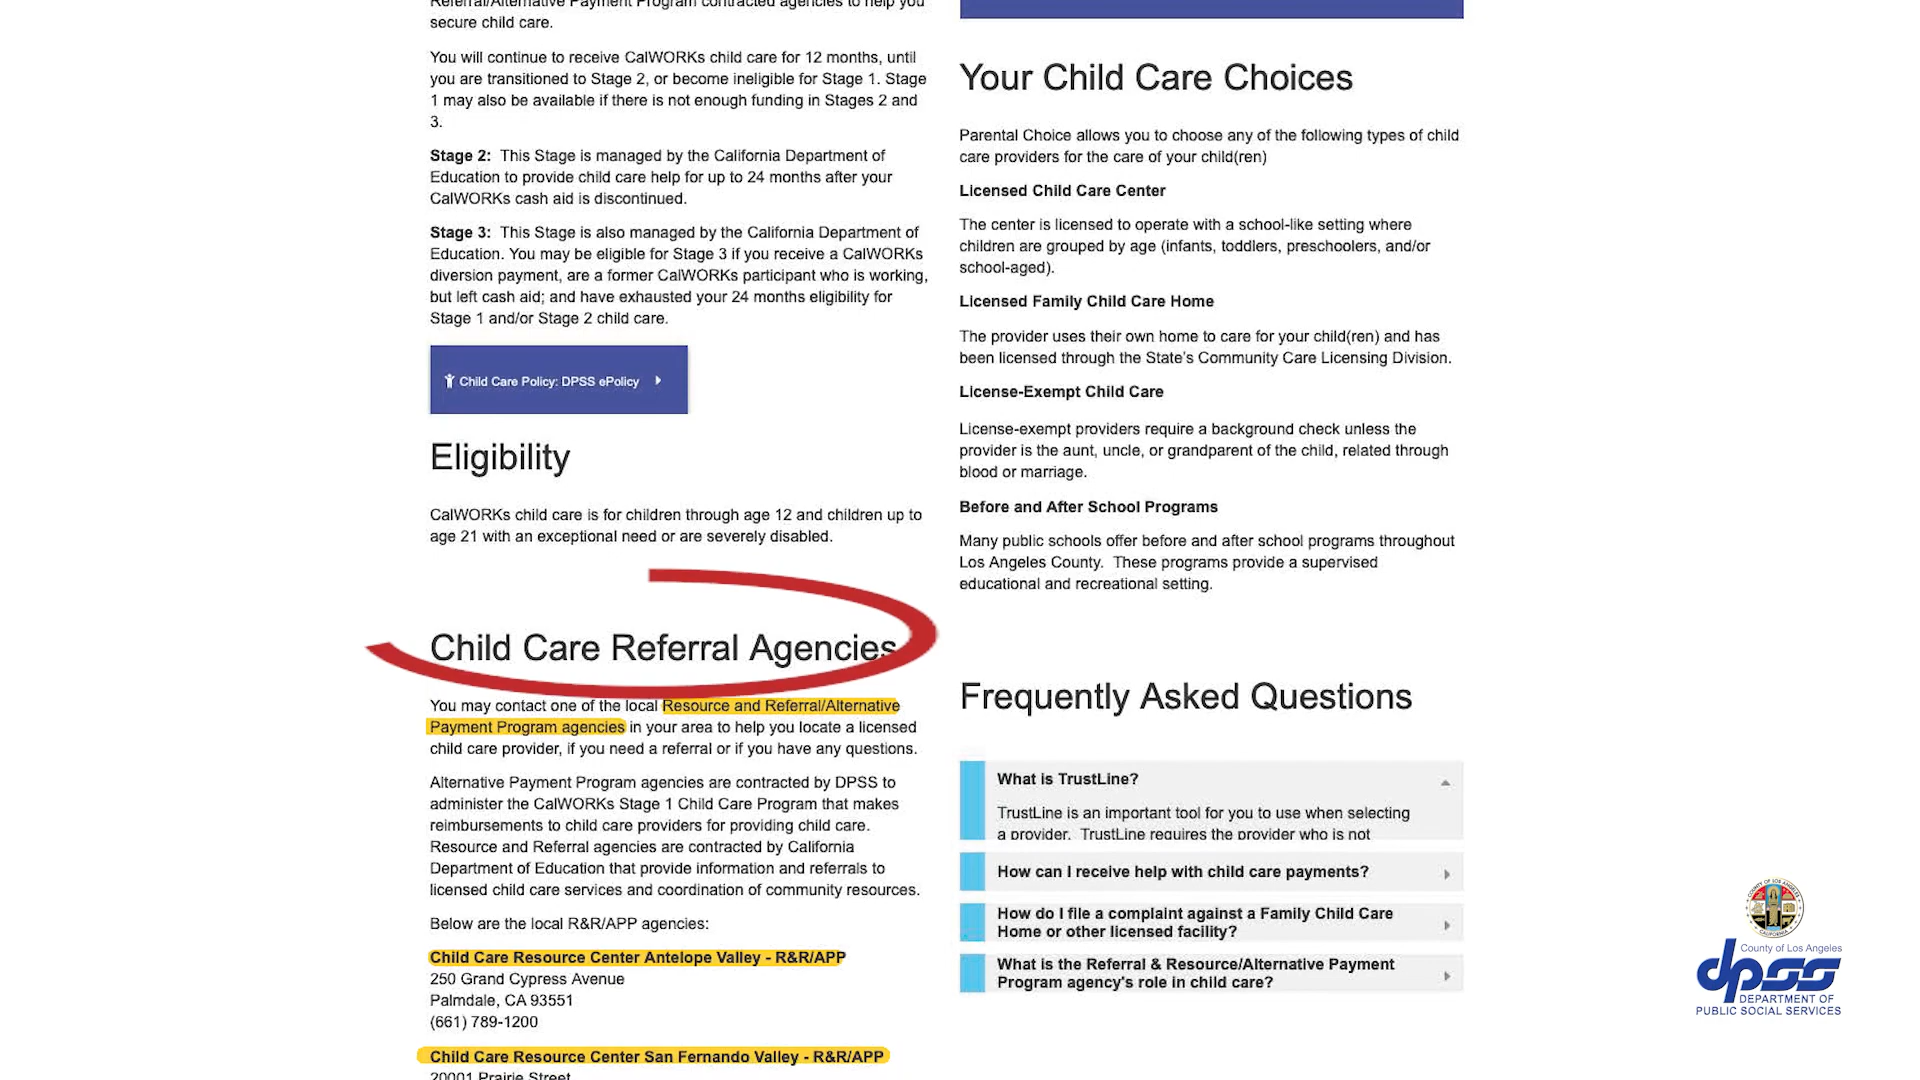 Referral/Alternative Payment Program contracted agencies to help you
secure child care.
You will continue to receive CalWORKs child care for 12 months, until
you are transitioned to Stage 2, or become ineligible for Stage 1. Stage
1 may also be available if there is not enough funding in Stages 2 and
3.
Stage 2:  This Stage is managed by the California Department of
Education to provide child care help for up to 24 months after your
CalWORKs cash aid is discontinued.
Stage 3:  This Stage is also managed by the California Department of
Education. You may be eligible for Stage 3 if you receive a CalWORKs
diversion payment, are a former CalWORKs participant who is working,
but left cash aid; and have exhausted your 24 months eligibility for
Stage 1 and/or Stage 2 child care.
Child Care Policy: DPSS ePolicy
Eligibility
CalWORKs child care is for children through age 12 and children up to
age 21 with an exceptional need or are severely disabled.
Child Care Referral Agencies
You may contact one of the local Resource and Referral/Alternative
Payment Program agencies in your area to help you locate a licensed
child care provider, if you need a referral or if you have any questions.
Alternative Payment Program agencies are contracted by DPSS to
administer the CalWORKs Stage 1 Child Care Program that makes
reimbursements to child care providers for providing child care.
Resource and Referral agencies are contracted by California
Department of Education that provide information and referrals to
licensed child care services and coordination of community resources.
Below are the local R&R/APP agencies:
Child Care Resource Center Antelope Valley - R&R/APP
250 Grand Cypress Avenue
Palmdale, CA 93551
(661) 789-1200
Child Care Resource Center San Fernando Valley - R&R/APP
20001 Prairie Street
Your Child Care Choices
Parental Choice allows you to choose any of the following types of child
care providers for the care of your child(ren)
Licensed Child Care Center
The center is licensed to operate with a school-like setting where
children are grouped by age (infants, toddlers, preschoolers, and/or
school-aged).
Licensed Family Child Care Home
The provider uses their own home to care for your child(ren) and has
been licensed through the State's Community Care Licensing Division.
License-Exempt Child Care
License-exempt providers require a background check unless the
provider is the aunt, uncle, or grandparent of the child, related through
blood or marriage.
Before and After School Programs
Many public schools offer before and after school programs throughout
Los Angeles County.  These programs provide a supervised
educational and recreational setting.
Frequently Asked Questions
What is TrustLine?
TrustLine is an important tool for you to use when selecting
a provider.  TrustLine requires the provider who is not
How can I receive help with child care payments?
How do I file a complaint against a Family Child Care
Home or other licensed facility?
What is the Referral & Resource/Alternative Payment
Program agency's role in child care?
COUNTY OF LOS ANGELES
CALIFORNIA
County of Los Angeles
dpss
DEPARTMENT OF
PUBLIC SOCIAL SERVICES